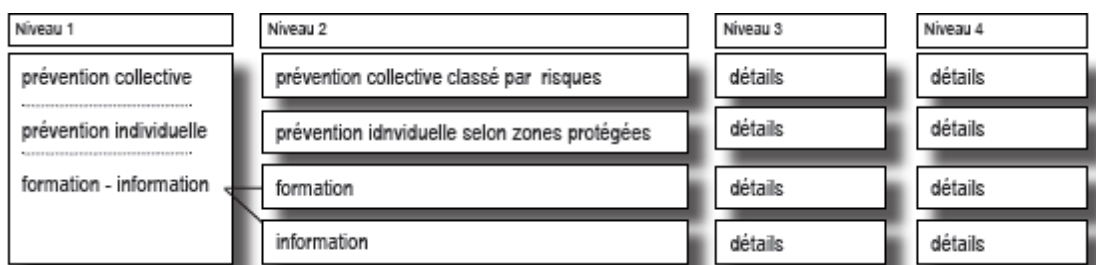 Niveau 1 Niveau 2 Niveau 3 Niveau 4
prévention collective prévention collective classé par risques détails détails
prévention individuelle prévention idnviduelle selon zones protégées détails détails
formation - information formation détails détails
information détails détails